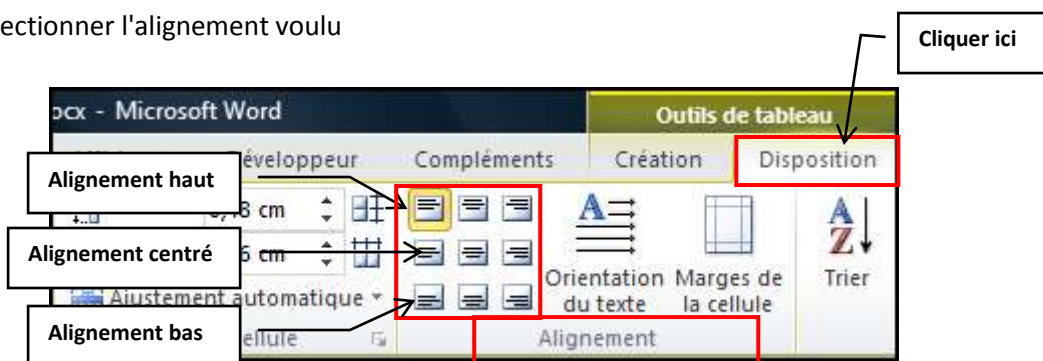 ectionner l'alignement voulu
Cliquer ici
ocx - Microsoft Word
Outils de tableau
Développeur
Compléments
Création
Disposition
Alignement haut
cm
Alignement centré
cm
Orientation
du texte
Marges de
la cellule
Trier
Ajustement automatique
Alignement bas
ellule
Alignement